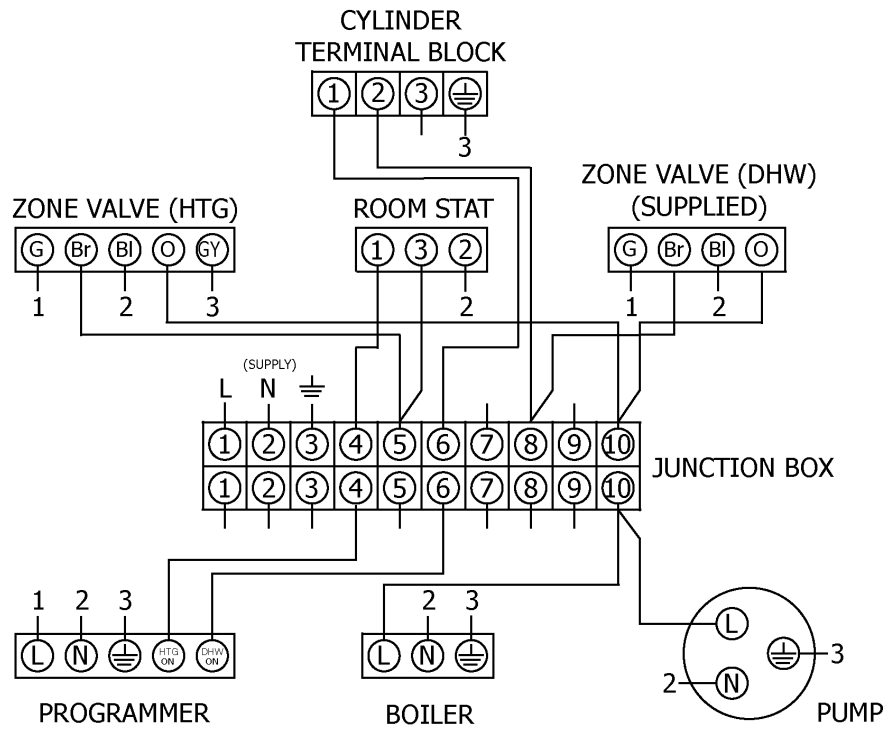 CYLINDER
TERMINAL BLOCK
1 2 3
3
ZONE VALVE (HTG)
G Br Bl O GY
1 2 3
ROOM STAT
1 3 2
2
ZONE VALVE (DHW)
(SUPPLIED)
G Br Bl O
1 2
(SUPPLY)
L N
1 2 3 4 5 6 7 8 9 10
1 2 3 4 5 6 7 8 9 10
JUNCTION BOX
1 2 3
L N HTG ON DHW ON
PROGRAMMER
2 3
L N
BOILER
L
3
2 N
PUMP